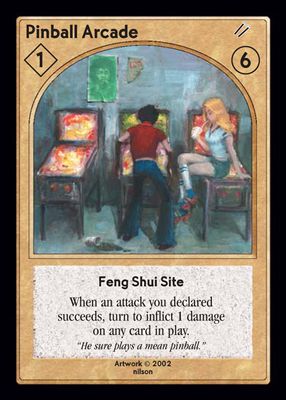 Pinball Arcade
1
6
Feng Shui Site
When an attack you declared
succeeds, turn to inflict 1 damage
on any card in play.
"He sure plays a mean pinball."
Artwork © 2002
nilson